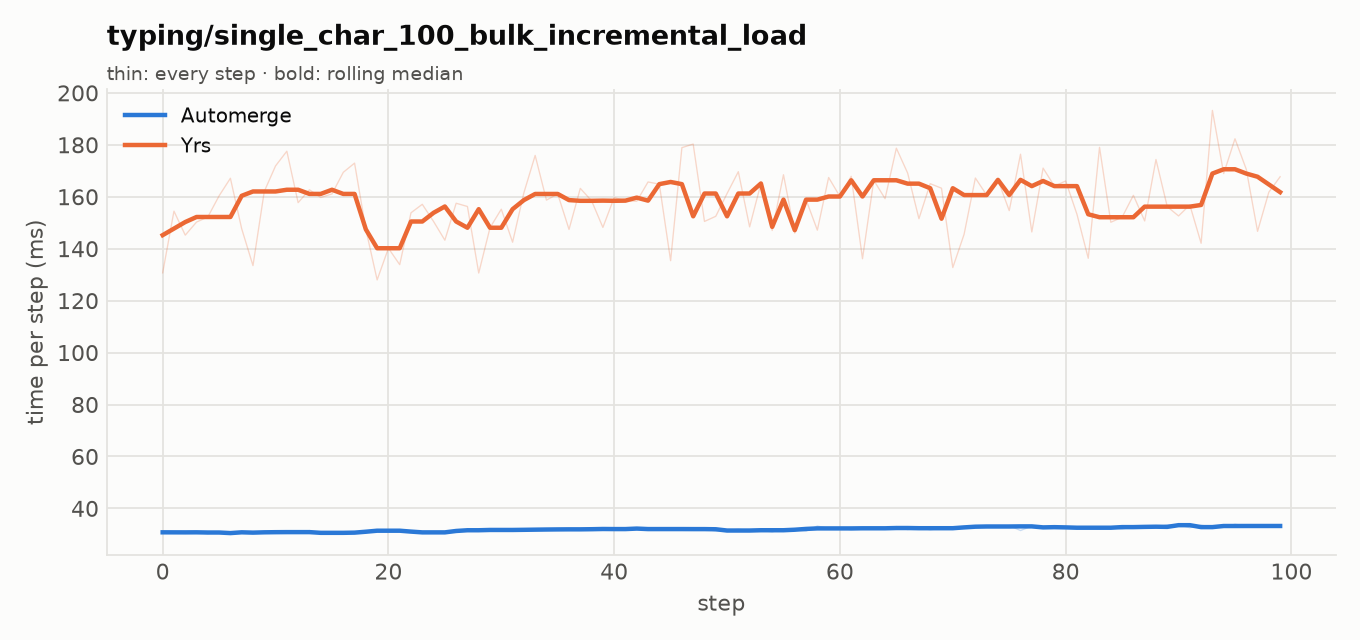 typing/single_char_100_bulk_incremental_load
thin: every step · bold: rolling median
Automerge
Yrs
time per step (ms)
200
180
160
140
120
100
80
60
40
0 20 40 60 80 100
step